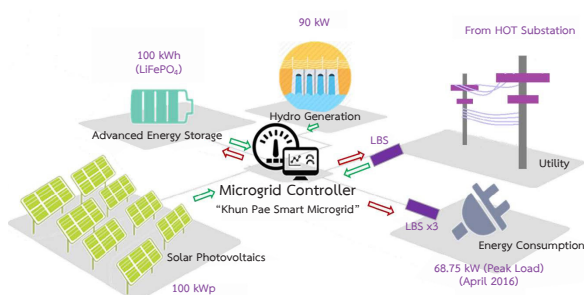 90 kW
From HOT Substation
100 kWh
(LiFePO₄)
Hydro Generation
Advanced Energy Storage
LBS
Utility
Microgrid Controller
“Khun Pae Smart Microgrid”
LBS x3
Solar Photovoltaics
Energy Consumption
100 kWp
68.75 kW (Peak Load)
(April 2016)